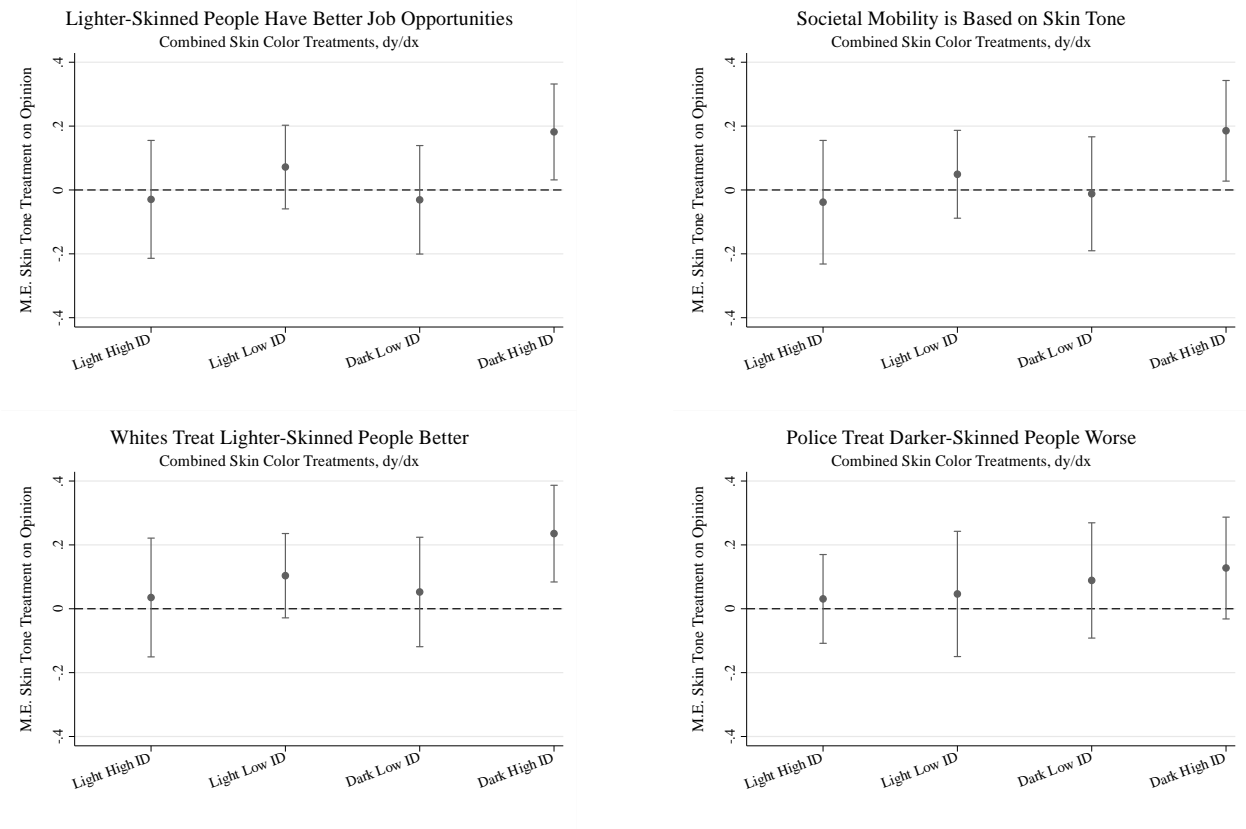 Lighter-Skinned People Have Better Job Opportunities
Combined Skin Color Treatments, dy/dx
M.E. Skin Tone Treatment on Opinion
.4
.2
0
-.2
-.4
Light High ID
Light Low ID
Dark Low ID
Dark High ID
Societal Mobility is Based on Skin Tone
Combined Skin Color Treatments, dy/dx
M.E. Skin Tone Treatment on Opinion
.4
.2
0
-.2
-.4
Light High ID
Light Low ID
Dark Low ID
Dark High ID
Whites Treat Lighter-Skinned People Better
Combined Skin Color Treatments, dy/dx
M.E. Skin Tone Treatment on Opinion
.4
.2
0
-.2
-.4
Light High ID
Light Low ID
Dark Low ID
Dark High ID
Police Treat Darker-Skinned People Worse
Combined Skin Color Treatments, dy/dx
M.E. Skin Tone Treatment on Opinion
.4
.2
0
-.2
-.4
Light High ID
Light Low ID
Dark Low ID
Dark High ID